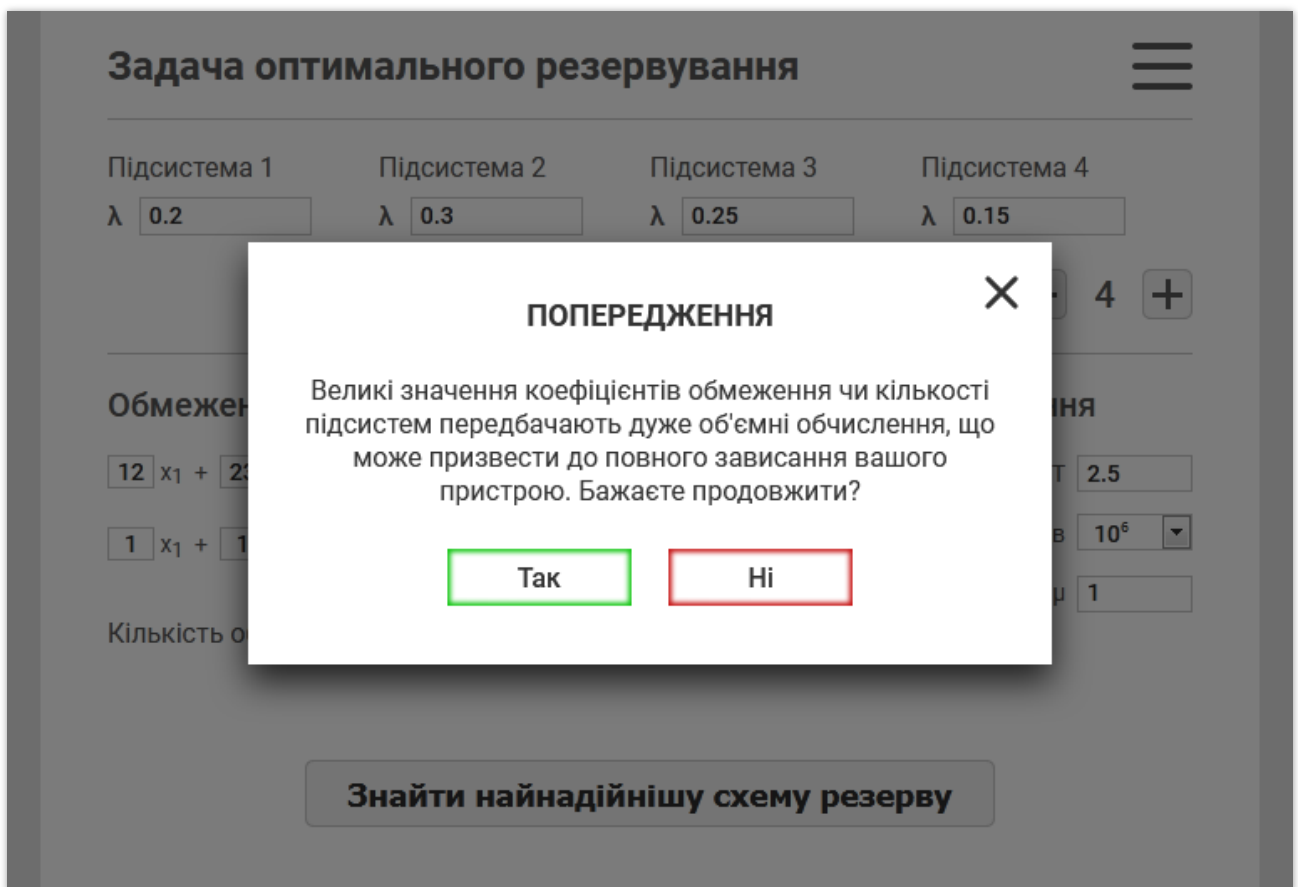 Задача оптимального резервування
Підсистема 1 Підсистема 2 Підсистема 3 Підсистема 4
λ 0.2 λ 0.3 λ 0.25 λ 0.15
4 +
ПОПЕРЕДЖЕННЯ
Великі значення коефіцієнтів обмеження чи кількості
підсистем передбачають дуже об'ємні обчислення, що
може призвести до повного зависання вашого
пристрою. Бажаєте продовжити?
Так Ні
12 x1 +
T 2.5
1 x1 +
10⁶
μ 1
Кількість
Знайти найнадійнішу схему резерву